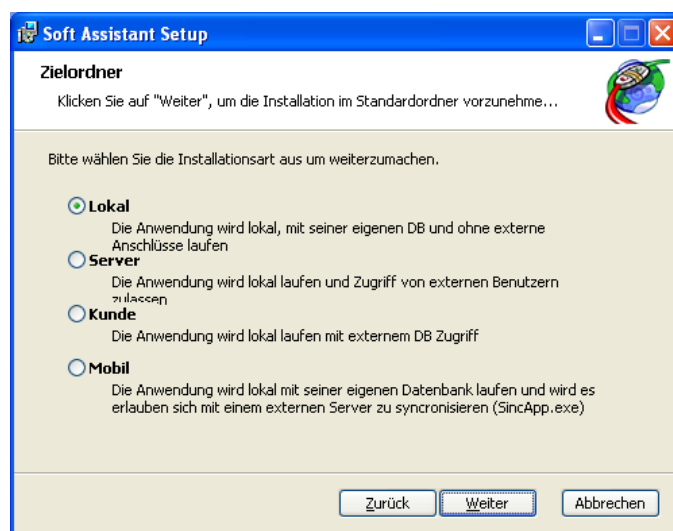 Soft Assistant Setup
Zielordner
Klicken Sie auf "Weiter", um die Installation im Standardordner vorzunehme...
Bitte wählen Sie die Installationsart aus um weiterzumachen.
Lokal
Die Anwendung wird lokal, mit seiner eigenen DB und ohne externe
Anschlüsse laufen
Server
Die Anwendung wird lokal laufen und Zugriff von externen Benutzern
zulassen
Kunde
Die Anwendung wird lokal laufen mit externem DB Zugriff
Mobil
Die Anwendung wird lokal mit seiner eigenen Datenbank laufen und wird es
erlauben sich mit einem externen Server zu syncronisieren (SincApp.exe)
Zurück Weiter Abbrechen